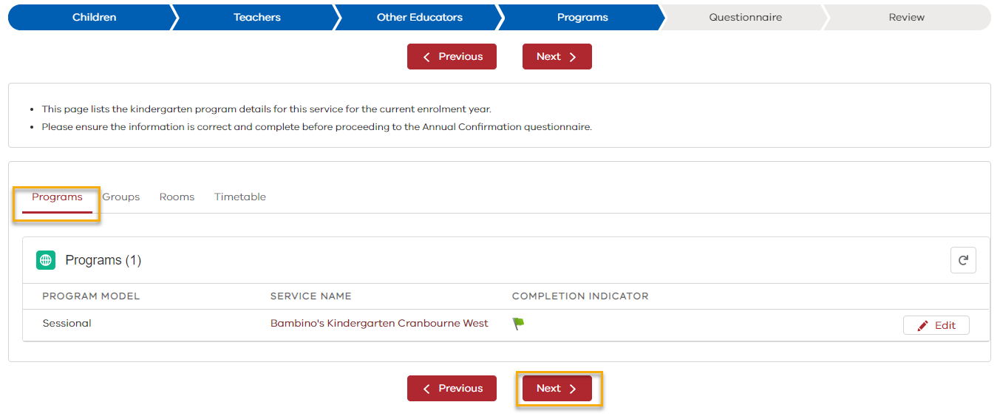 Children Teachers Other Educators Programs Questionnaire Review
Previous Next
This page lists the kindergarten program details for this service for the current enrolment year.
Please ensure the information is correct and complete before proceeding to the Annual Confirmation questionnaire.
Programs Groups Rooms Timetable
Programs (1)
PROGRAM MODEL SERVICE NAME COMPLETION INDICATOR
Sessional Bambino's Kindergarten Cranbourne West Edit
Previous Next